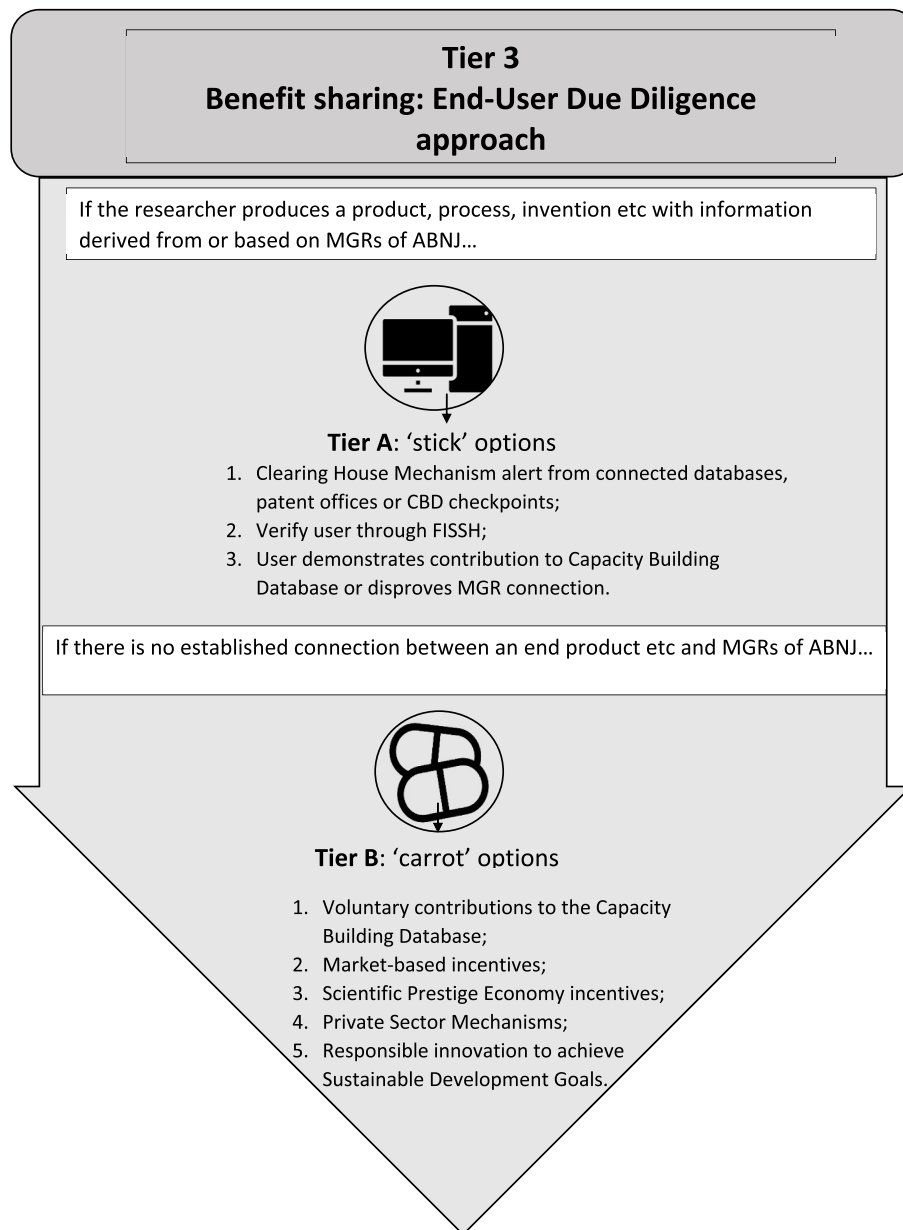 Tier 3
Benefit sharing: End-User Due Diligence
approach
If the researcher produces a product, process, invention etc with information
derived from or based on MGRs of ABNJ…
Tier A: ‘stick’ options
1. Clearing House Mechanism alert from connected databases,
patent offices or CBD checkpoints;
2. Verify user through FISSH;
3. User demonstrates contribution to Capacity Building
Database or disproves MGR connection.
If there is no established connection between an end product etc and MGRs of ABNJ…
Tier B: ‘carrot’ options
1. Voluntary contributions to the Capacity
Building Database;
2. Market-based incentives;
3. Scientific Prestige Economy incentives;
4. Private Sector Mechanisms;
5. Responsible innovation to achieve
Sustainable Development Goals.